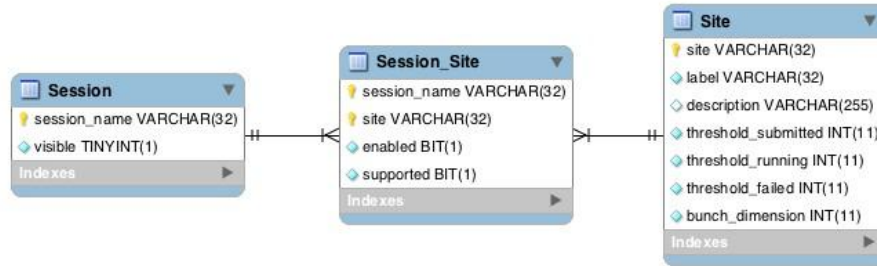 Session
session_name VARCHAR(32)
visible TINYINT(1)
Indexes
Session_Site
session_name VARCHAR(32)
site VARCHAR(32)
enabled BIT(1)
supported BIT(1)
Indexes
Site
site VARCHAR(32)
label VARCHAR(32)
description VARCHAR(255)
threshold_submitted INT(11)
threshold_running INT(11)
threshold_failed INT(11)
bunch_dimension INT(11)
Indexes